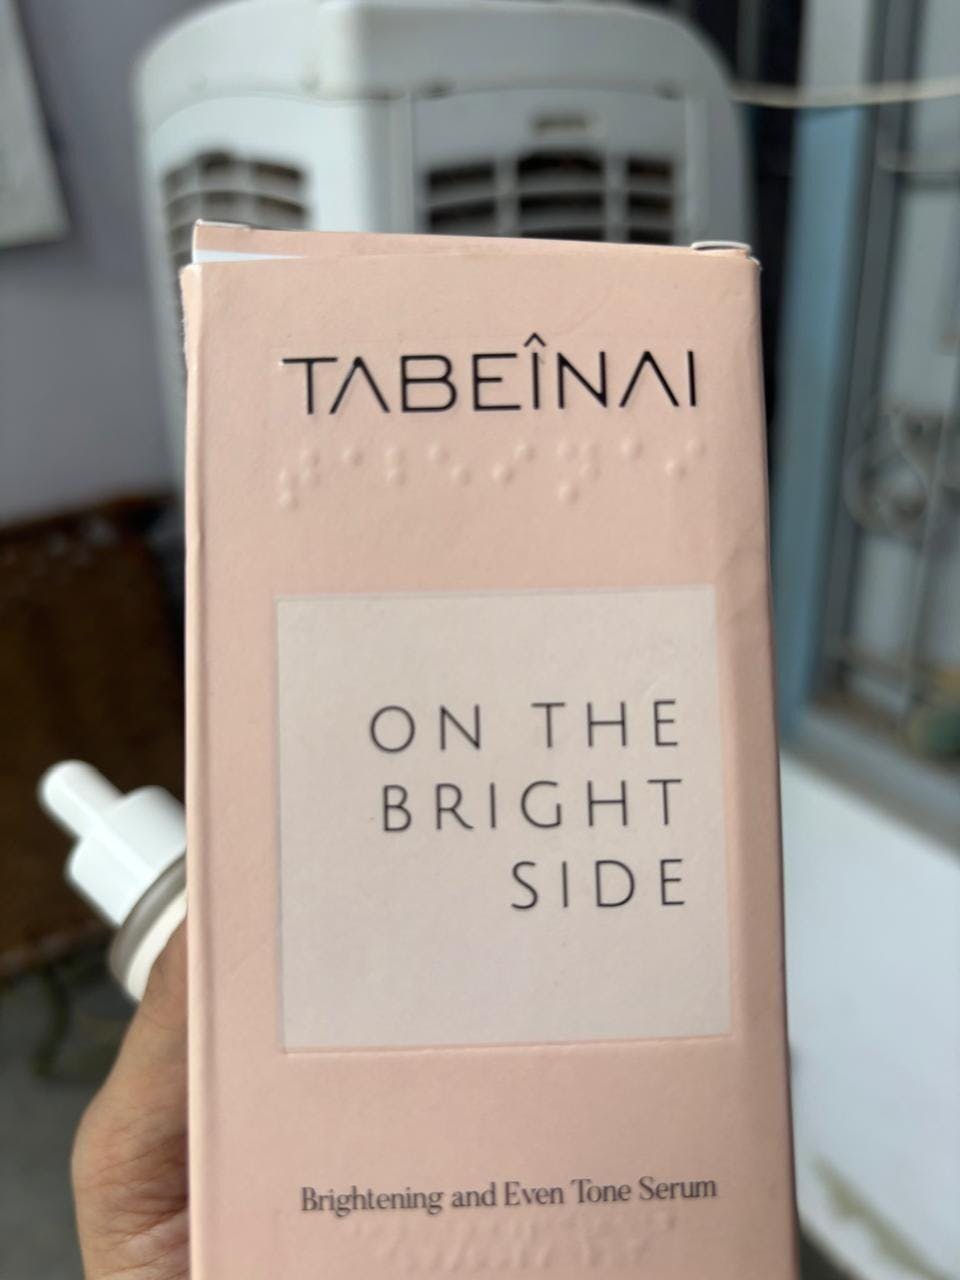 TABEÎNAI
ON THE
BRIGHT
SIDE
Brightening and Even Tone Serum